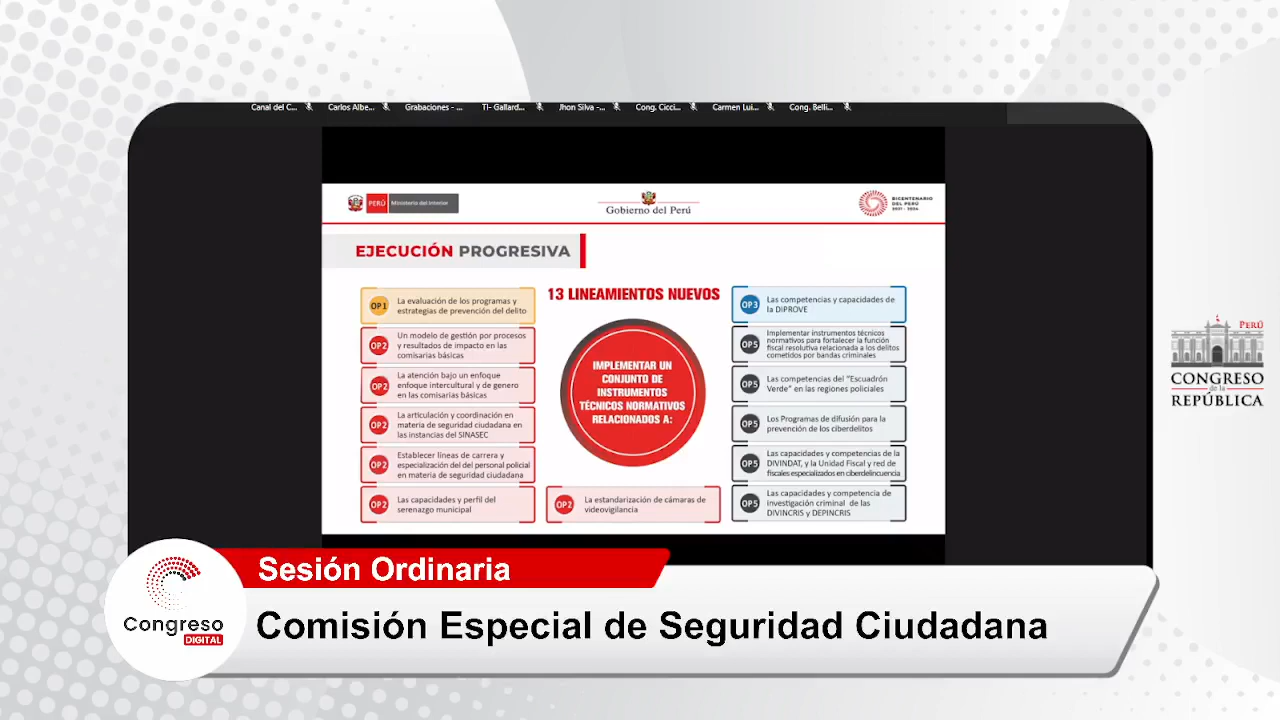 Canal del C...
Carlos Albe...
Grabaciones - ...
TI- Gallard...
Jhon Silva -...
Cong. Cicci...
Carmen Lui...
Cong. Belli...
PERÚ
Ministerio del Interior
Gobierno del Perú
BICENTENARIO
DEL PERÚ
2021 - 2024
EJECUCIÓN PROGRESIVA
13 LINEAMIENTOS NUEVOS
OP1
La evaluación de los programas y
estrategias de prevención del delito
OP2
Un modelo de gestión por procesos
y resultados de impacto en las
comisarias básicas
OP2
La atención bajo un enfoque
enfoque intercultural y de genero
en las comisarias básicas
OP2
La articulación y coordinación en
materia de seguridad ciudadana en
las instancias del SINASEC
OP2
Establecer líneas de carrera y
especialización del del personal policial
en materia de seguridad ciudadana
OP2
Las capacidades y perfil del
serenazgo municipal
IMPLEMENTAR UN
CONJUNTO DE
INSTRUMENTOS
TÉCNICOS NORMATIVOS
RELACIONADOS A:
OP2
La estandarización de cámaras de
videovigilancia
OP3
Las competencias y capacidades de
la DIPROVE
OP5
Implementar instrumentos técnicos
normativos para fortalecer la función
fiscal resolutiva relacionada a los delitos
cometidos por bandas criminales
OP5
Las competencias del "Escuadrón
Verde" en las regiones policiales
OP5
Los Programas de difusión para la
prevención de los ciberdelitos
OP5
Las capacidades y competencias de la
DIVINDAT, y la Unidad Fiscal y red de
fiscales especializados en ciberdelincuencia
OP5
Las capacidades y competencia de
investigación criminal de las
DIVINCRIS y DEPINCRIS
PERÚ
CONGRESO
de la
REPÚBLICA
Sesión Ordinaria
Congreso
DIGITAL
Comisión Especial de Seguridad Ciudadana